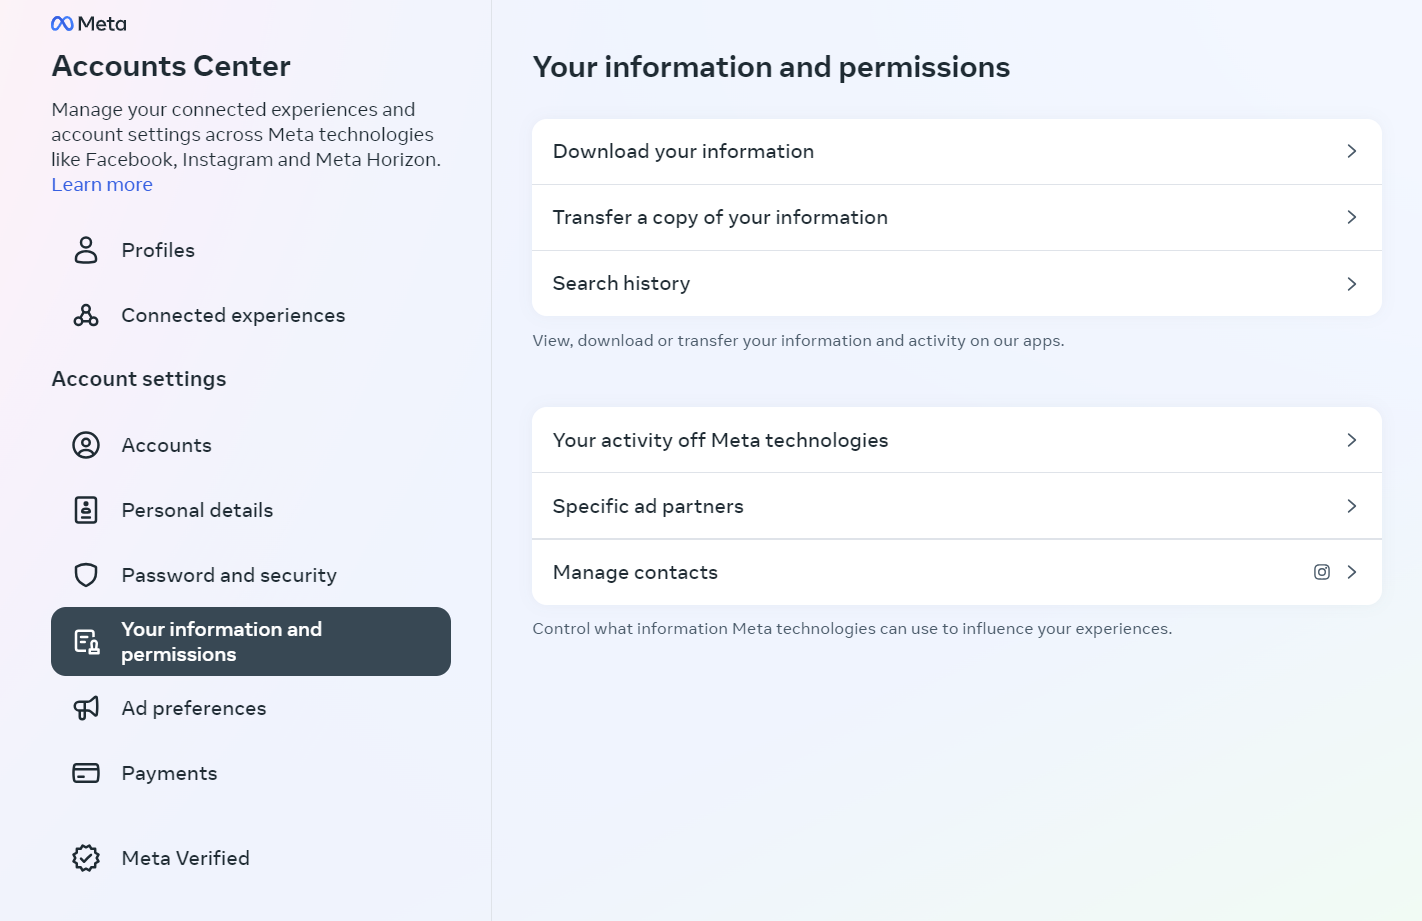 Meta
Accounts Center
Manage your connected experiences and
account settings across Meta technologies
like Facebook, Instagram and Meta Horizon.
Learn more
Profiles
Connected experiences
Account settings
Accounts
Personal details
Password and security
Your information and
permissions
Ad preferences
Payments
Meta Verified
Your information and permissions
Download your information
Transfer a copy of your information
Search history
View, download or transfer your information and activity on our apps.
Your activity off Meta technologies
Specific ad partners
Manage contacts
Control what information Meta technologies can use to influence your experiences.